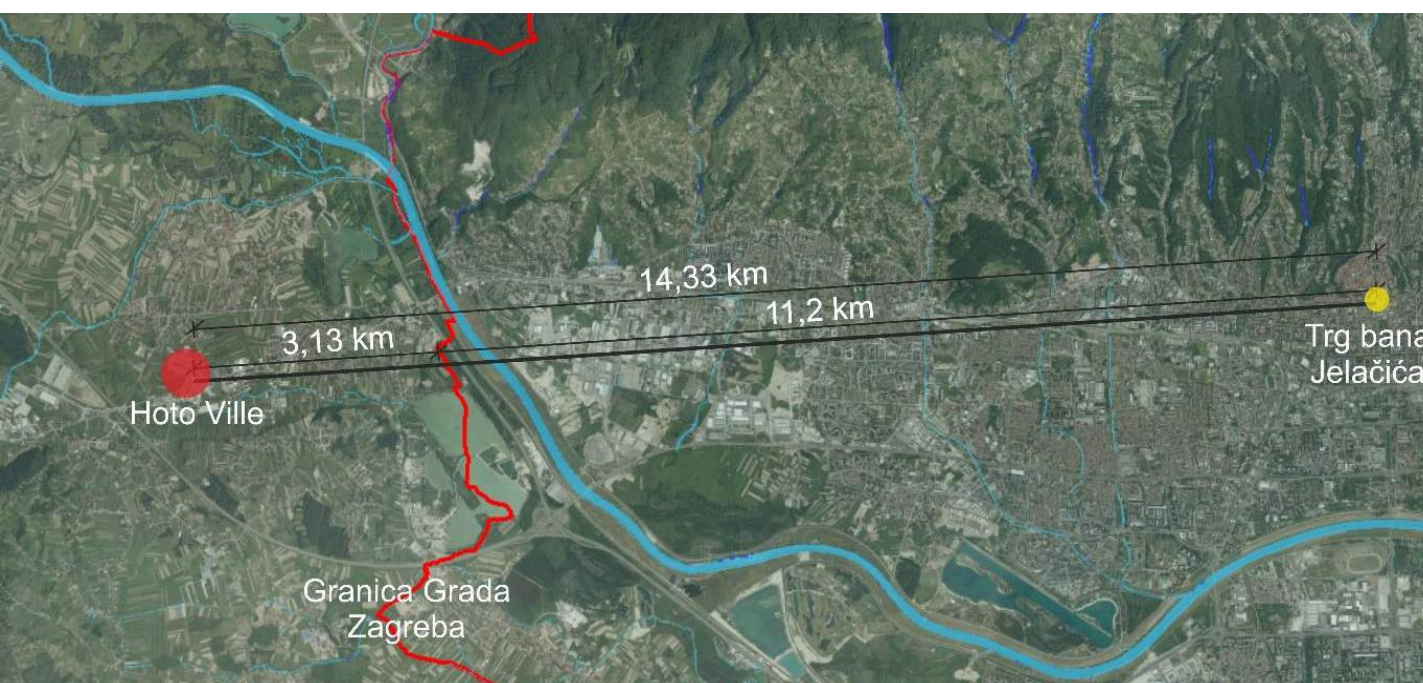 14,33 km
11,2 km
3,13 km
Trg bana
Jelačića
Hoto Ville
Granica Grada
Zagreba